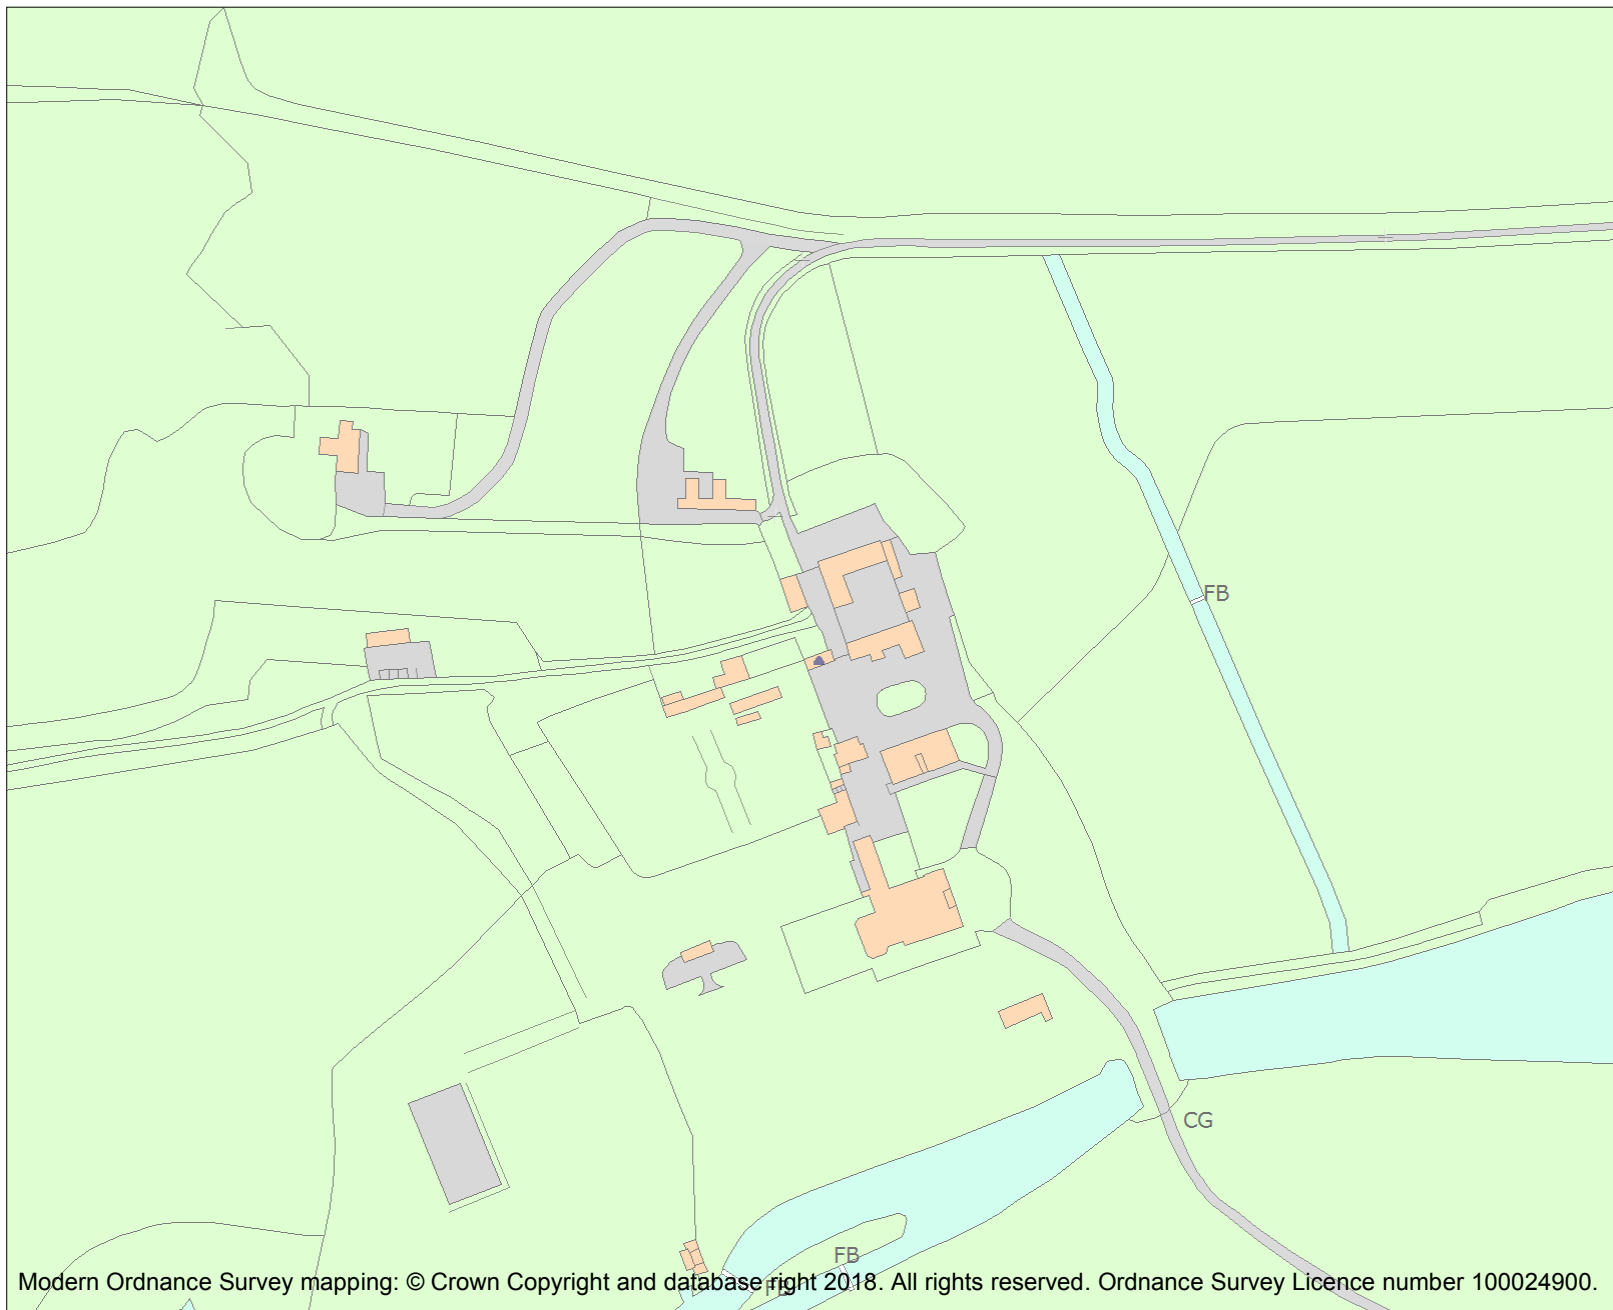 FB
CG
FB
FB
Modern Ordnance Survey mapping: © Crown Copyright and database right 2018. All rights reserved. Ordnance Survey Licence number 100024900.